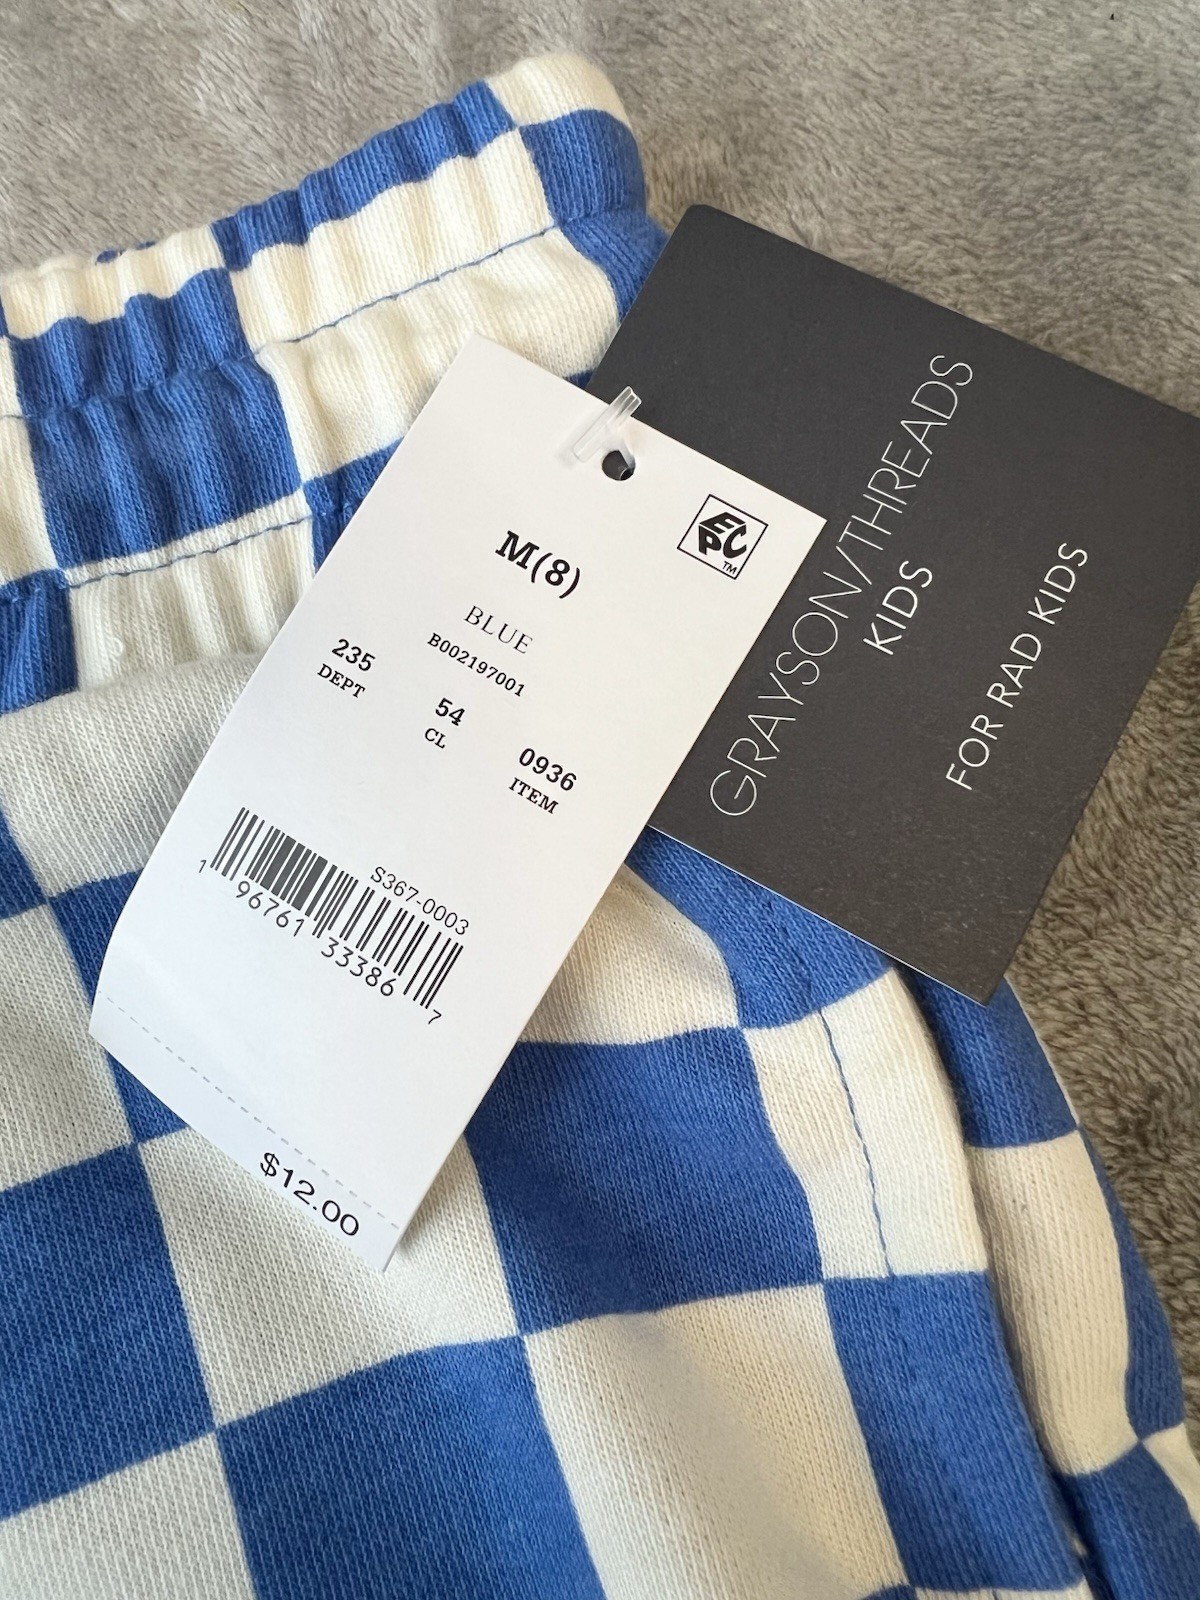 EPC
TM
M(8)
BLUE
B002197001
235
DEPT
54
CL
0936
ITEM
S367-0003
1 96761 33386 7
$12.00
GRAYSON/THREADS
KIDS
FOR RAD KIDS